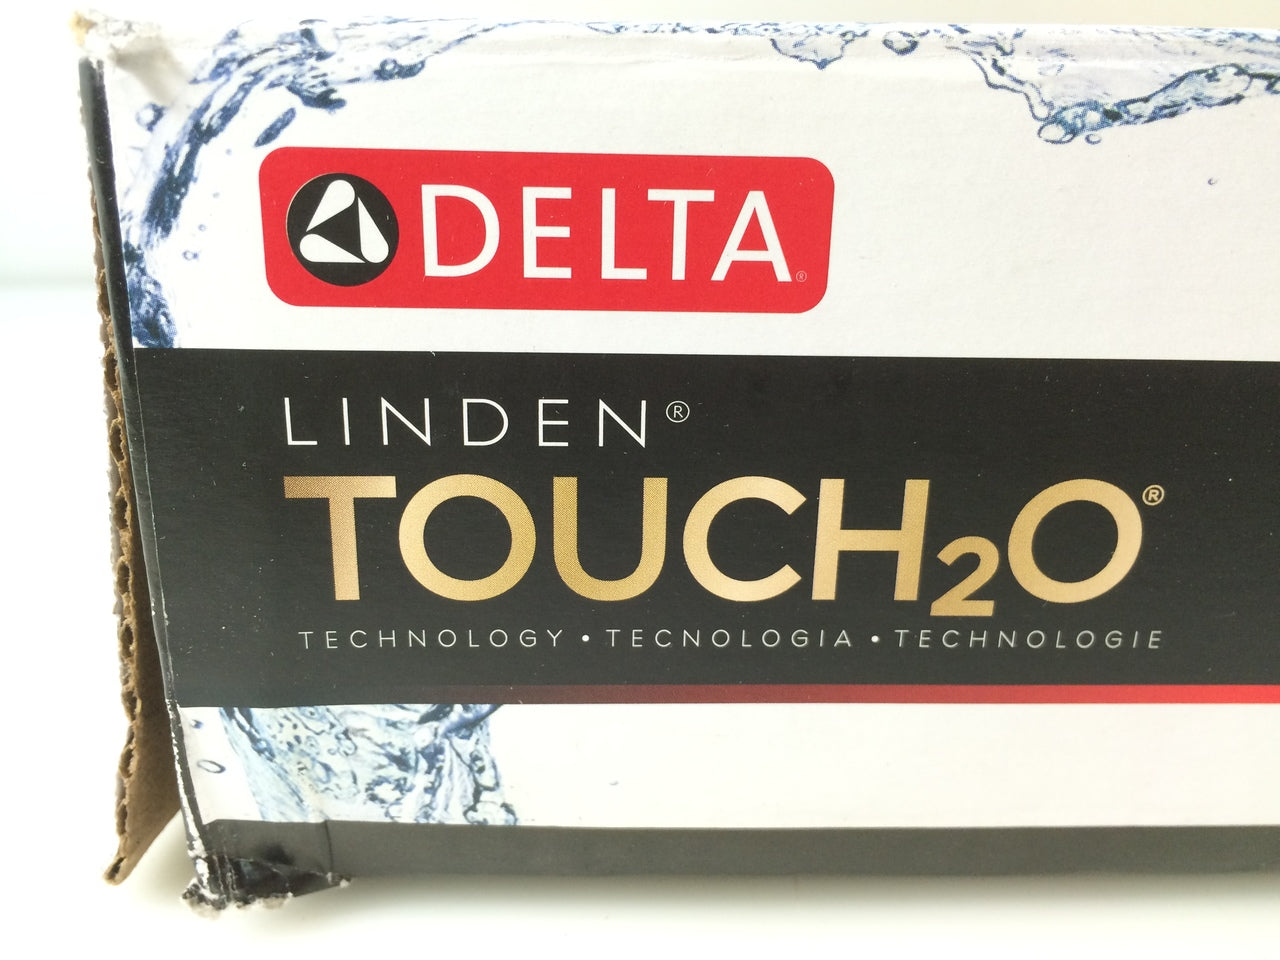 DELTA®
LINDEN®
TOUCH₂O®
TECHNOLOGY • TECNOLOGIA • TECHNOLOGIE